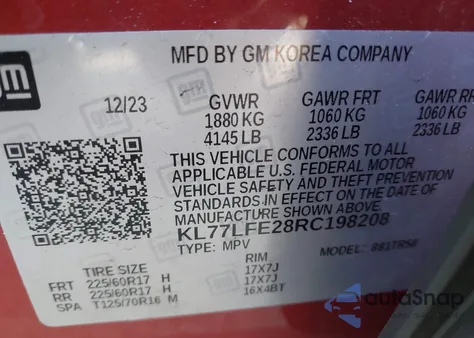 gm
MFD BY GM KOREA COMPANY
12/23 GVWR GAWR FRT GAWR RR
1880 KG 1060 KG 1060 KG
4145 LB 2336 LB 2336 LB
THIS VEHICLE CONFORMS TO ALL
APPLICABLE U.S. FEDERAL MOTOR
VEHICLE SAFETY AND THEFT PREVENTION
STANDARDS IN EFFECT ON THE DATE OF
MANUFACTURE SHOWN ABOVE.
KL77LFE28RC198208
TYPE: MPV MODEL:
TIRE SIZE RIM
FRT 225/60R17 H 17X7J
RR 225/60R17 H 17X7J
SPA T125/70R16 M 16X4BT
autoSnap